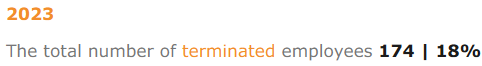 2023
The total number of terminated employees 174 | 18%